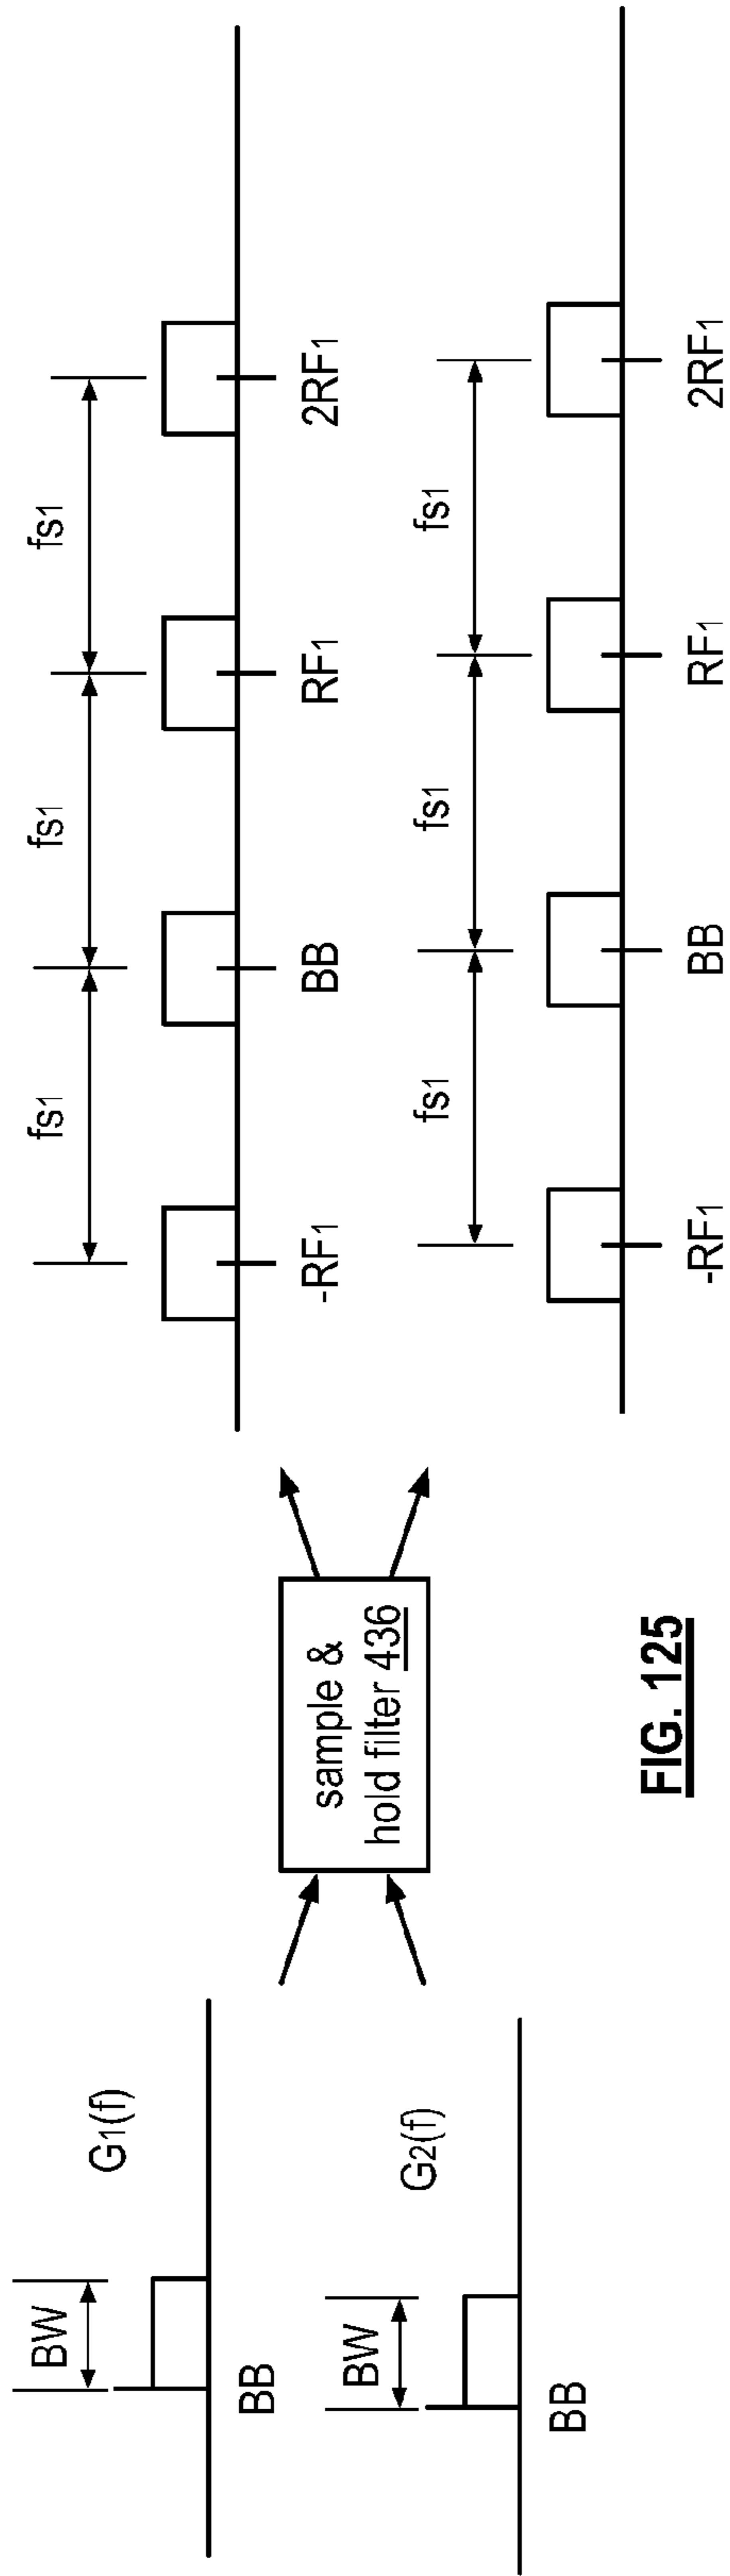 BW
G1(f)
BB
BW
G2(f)
BB
sample &
hold filter 436
fs1
fs1
fs1
-RF1
BB
RF1
2RF1
fs1
fs1
fs1
-RF1
BB
RF1
2RF1
FIG. 125